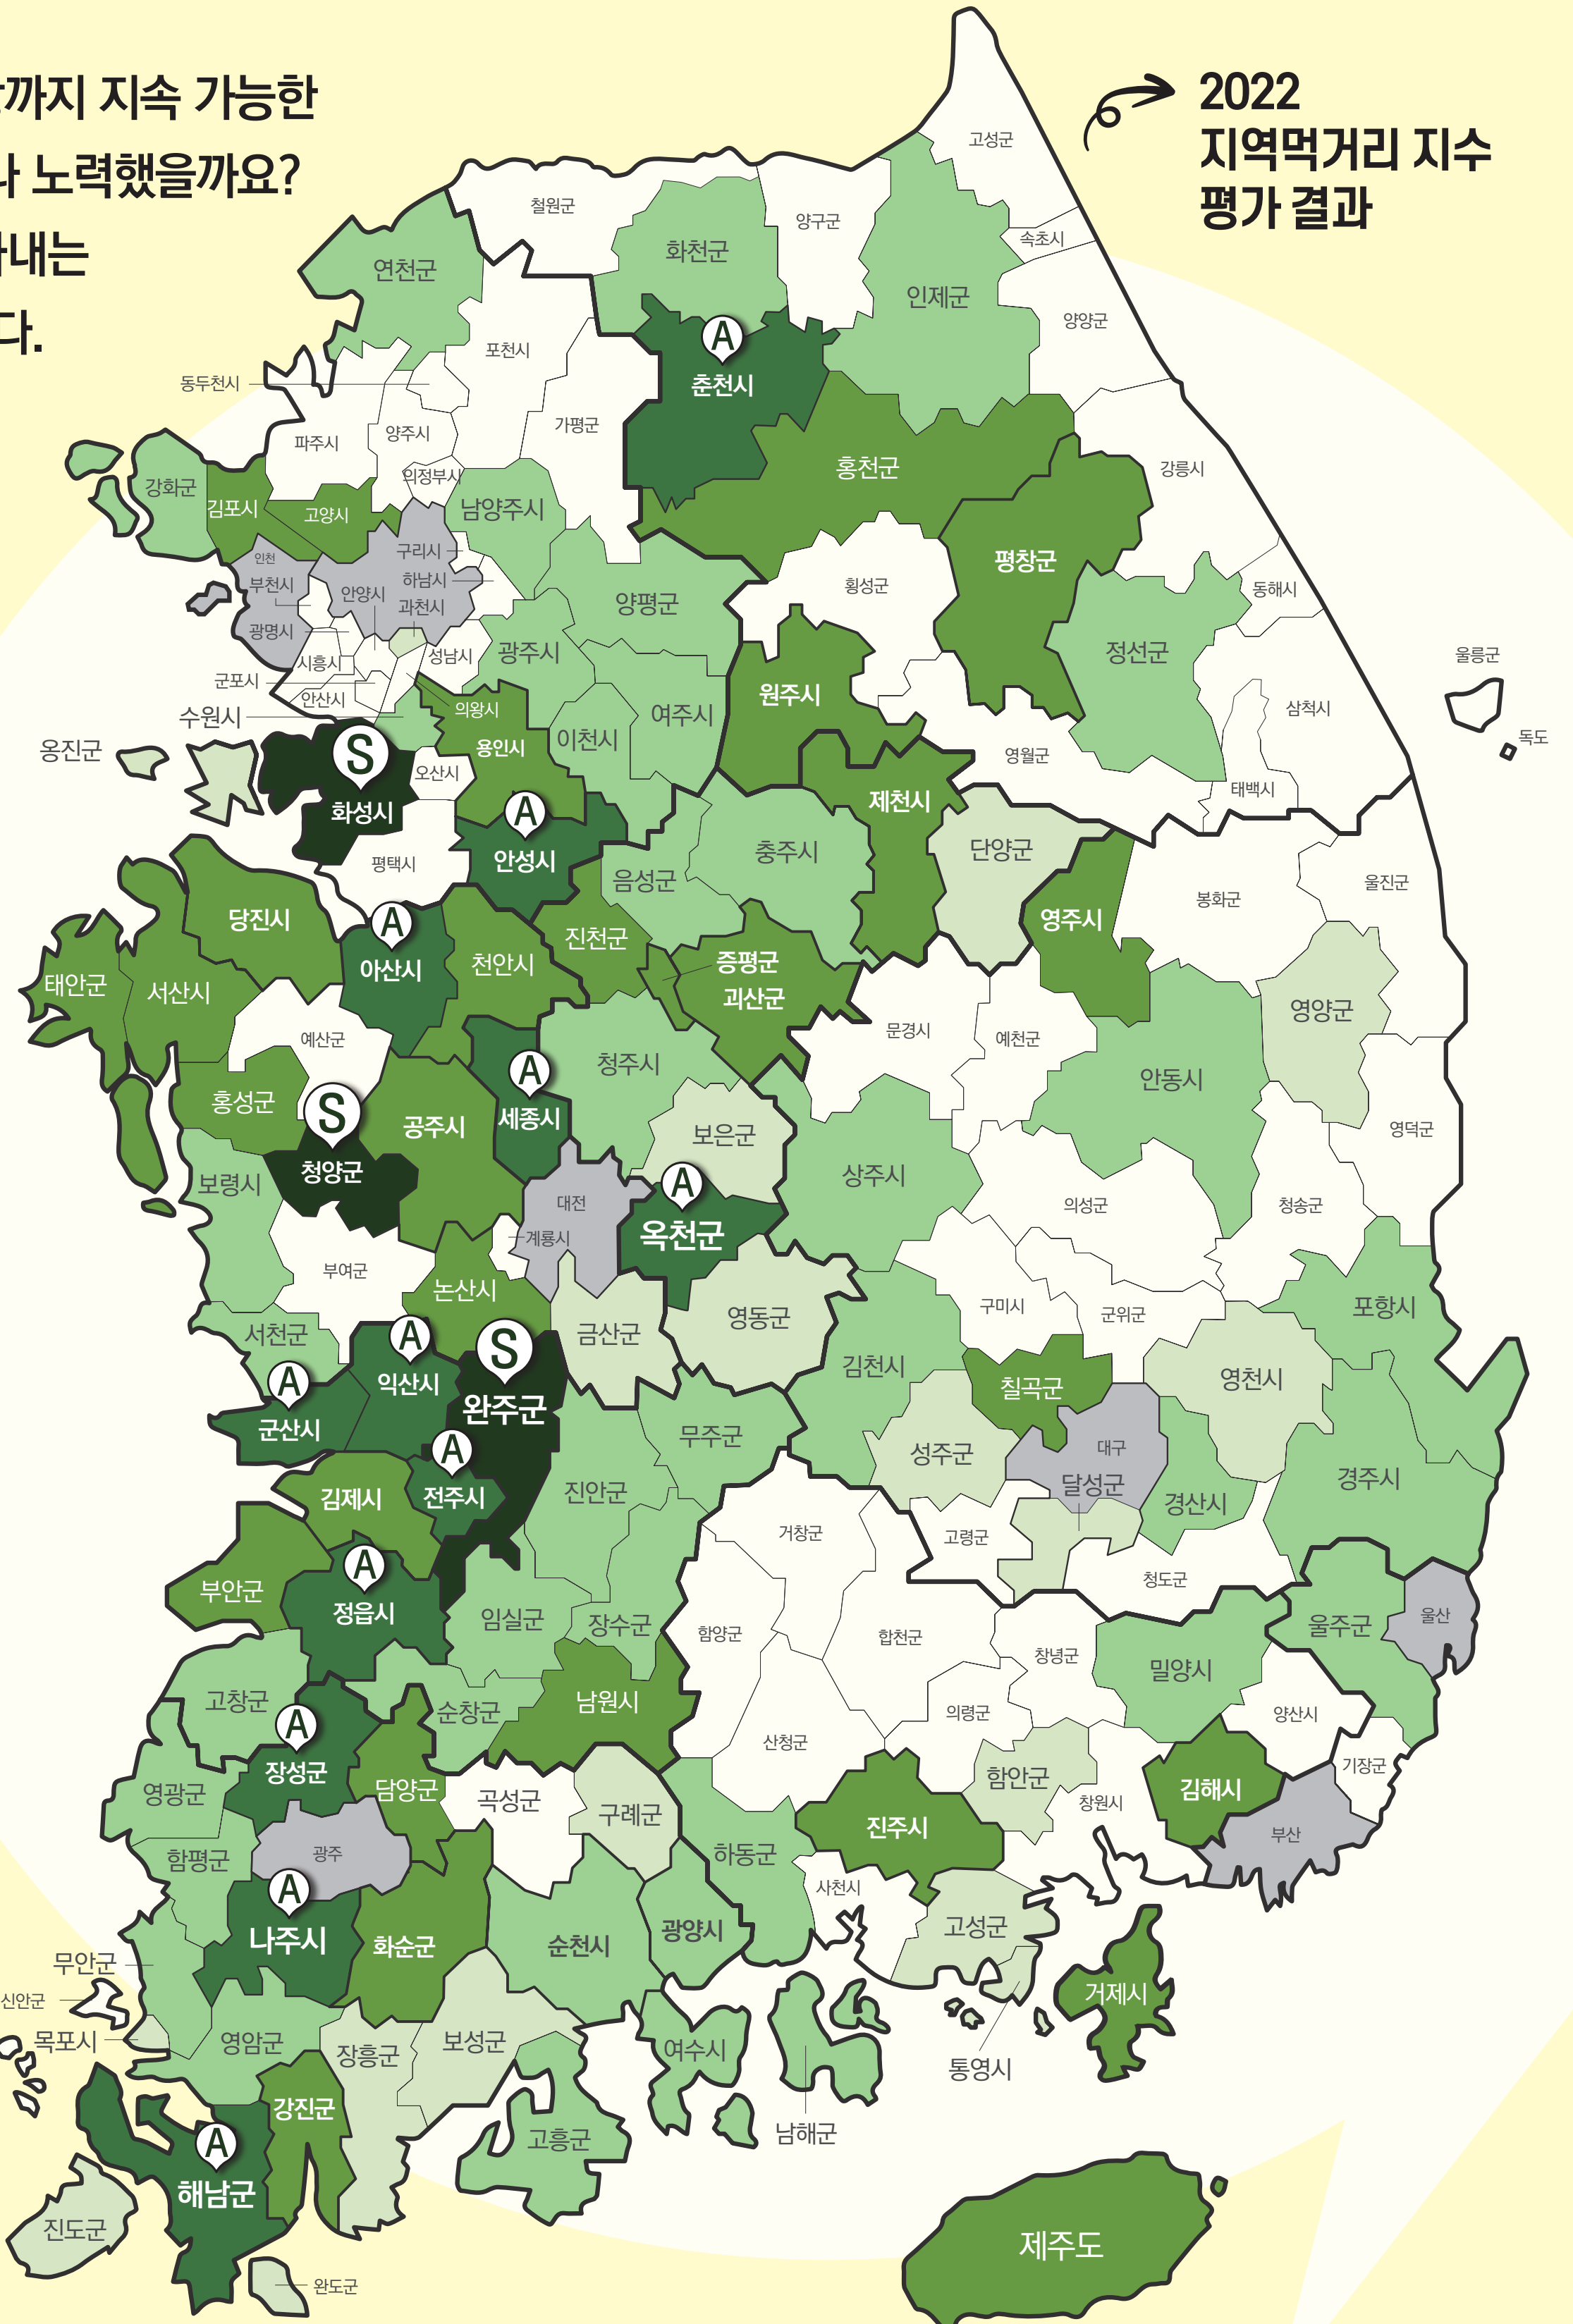 까지 지속 가능한
노력했을까요?
내는
다.
2022
지역먹거리 지수
평가 결과
고성군
철원군
양구군
속초시
화천군
연천군
인제군
양양군
포천시
A
동두천시
춘천시
가평군
양주시
파주시
홍천군
강릉시
의정부시
강화군
김포시
고양시
남양주시
구리시
인천
평창군
하남시
부천시
안양시
횡성군
동해시
과천시
양평군
광명시
성남시
광주시
정선군
울릉군
시흥시
군포시
안산시
원주시
의왕시
수원시
여주시
삼척시
옹진군
S
용인시
이천시
독도
영월군
오산시
태백시
화성시
A
제천시
안성시
평택시
충주시
단양군
음성군
울진군
봉화군
당진시
A
영주시
진천군
천안시
아산시
증평군
태안군
서산시
괴산군
영양군
문경시
예산군
예천군
청주시
A
안동시
홍성군
S
세종시
공주시
보은군
영덕군
청양군
상주시
보령시
A
대전
의성군
청송군
옥천군
계룡시
부여군
논산시
구미시
포항시
군위군
영동군
서천군
A
S
금산군
김천시
A
익산시
칠곡군
영천시
완주군
군산시
A
무주군
대구
성주군
달성군
경주시
김제시
전주시
진안군
경산시
거창군
고령군
A
청도군
부안군
정읍시
임실군
장수군
울산
울주군
함양군
합천군
창녕군
밀양시
고창군
남원시
순창군
A
의령군
양산시
산청군
장성군
기장군
영광군
담양군
곡성군
구례군
함안군
김해시
창원시
진주시
부산
광주
하동군
함평군
A
사천시
고성군
나주시
화순군
순천시
광양시
무안군
거제시
신안군
목포시
영암군
장흥군
보성군
여수시
통영시
강진군
남해군
고흥군
A
해남군
진도군
제주도
완도군